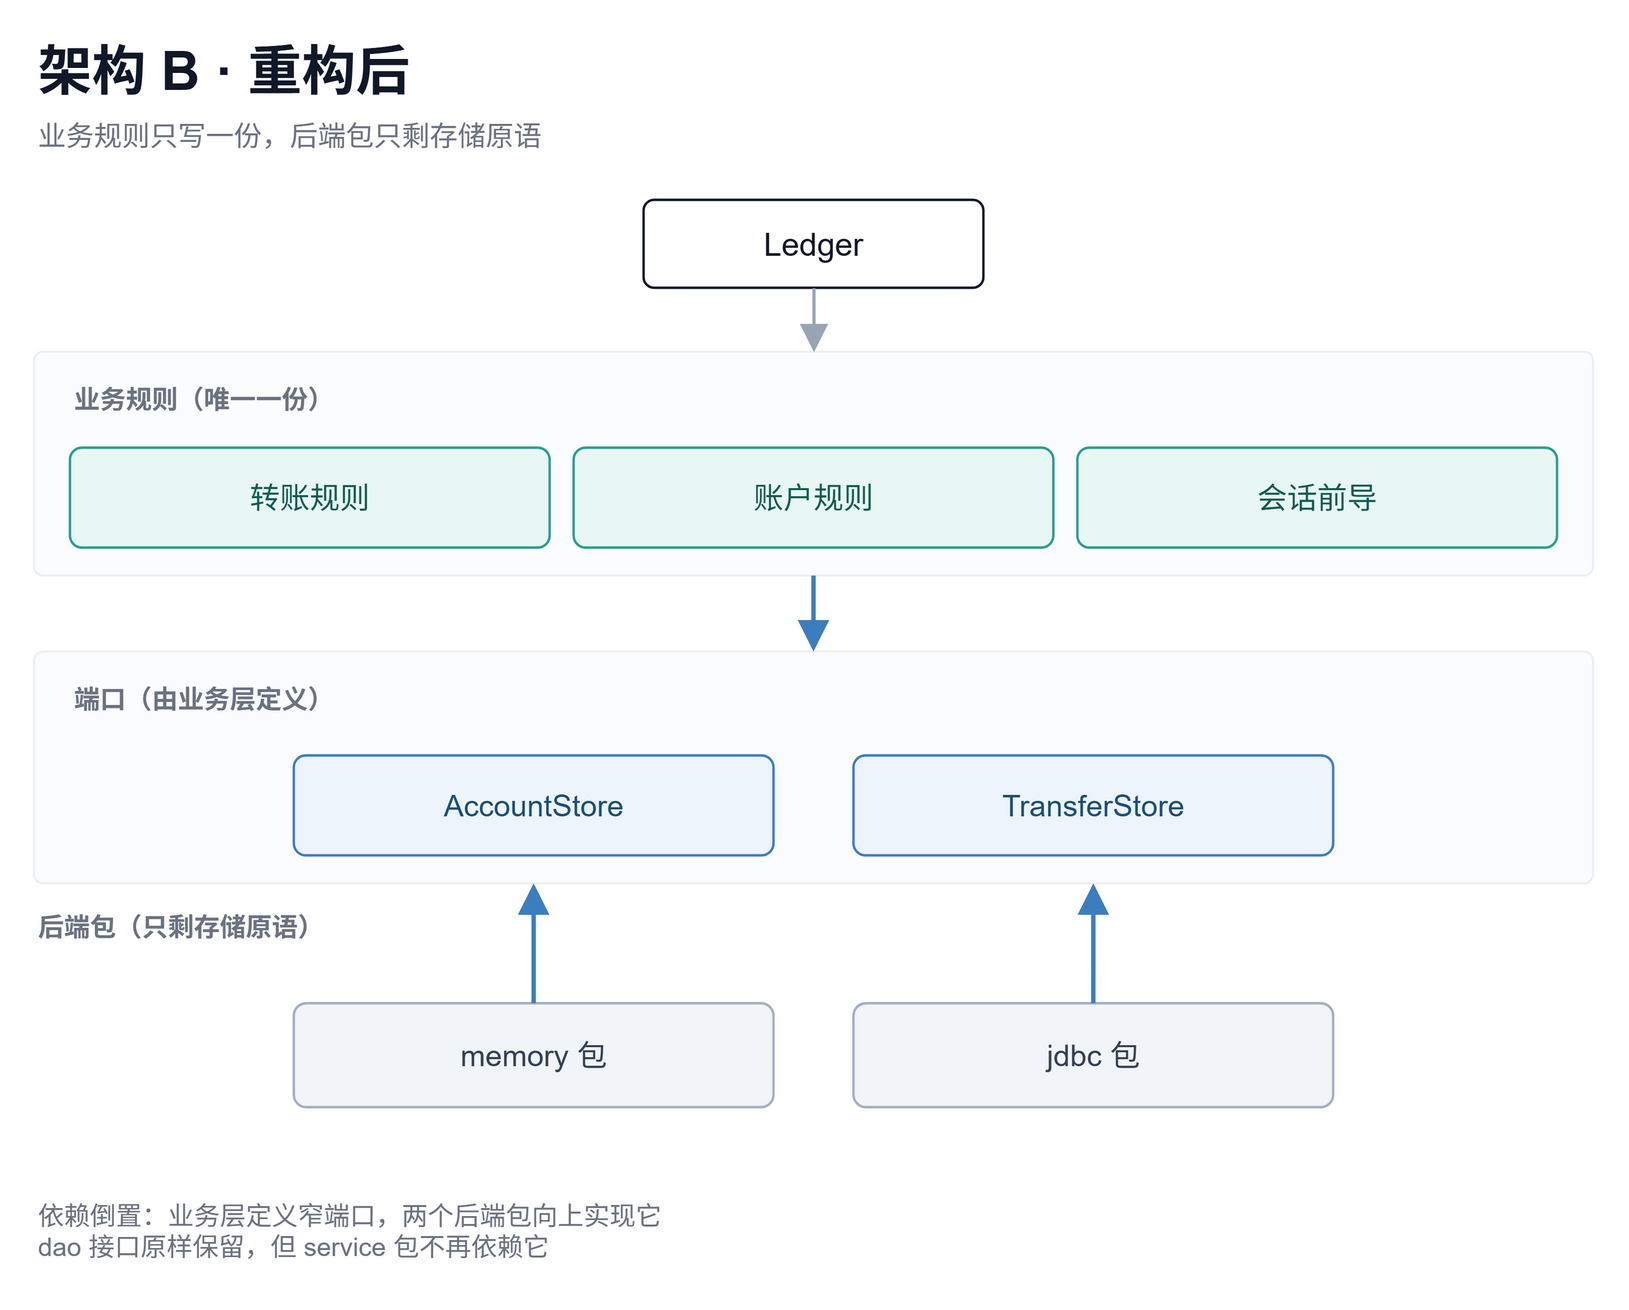 架构 B · 重构后
业务规则只写一份，后端包只剩存储原语
Ledger
业务规则（唯一一份）
转账规则
账户规则
会话前导
端口（由业务层定义）
AccountStore
TransferStore
后端包（只剩存储原语）
memory 包
jdbc 包
依赖倒置：业务层定义窄端口，两个后端包向上实现它
dao 接口原样保留，但 service 包不再依赖它